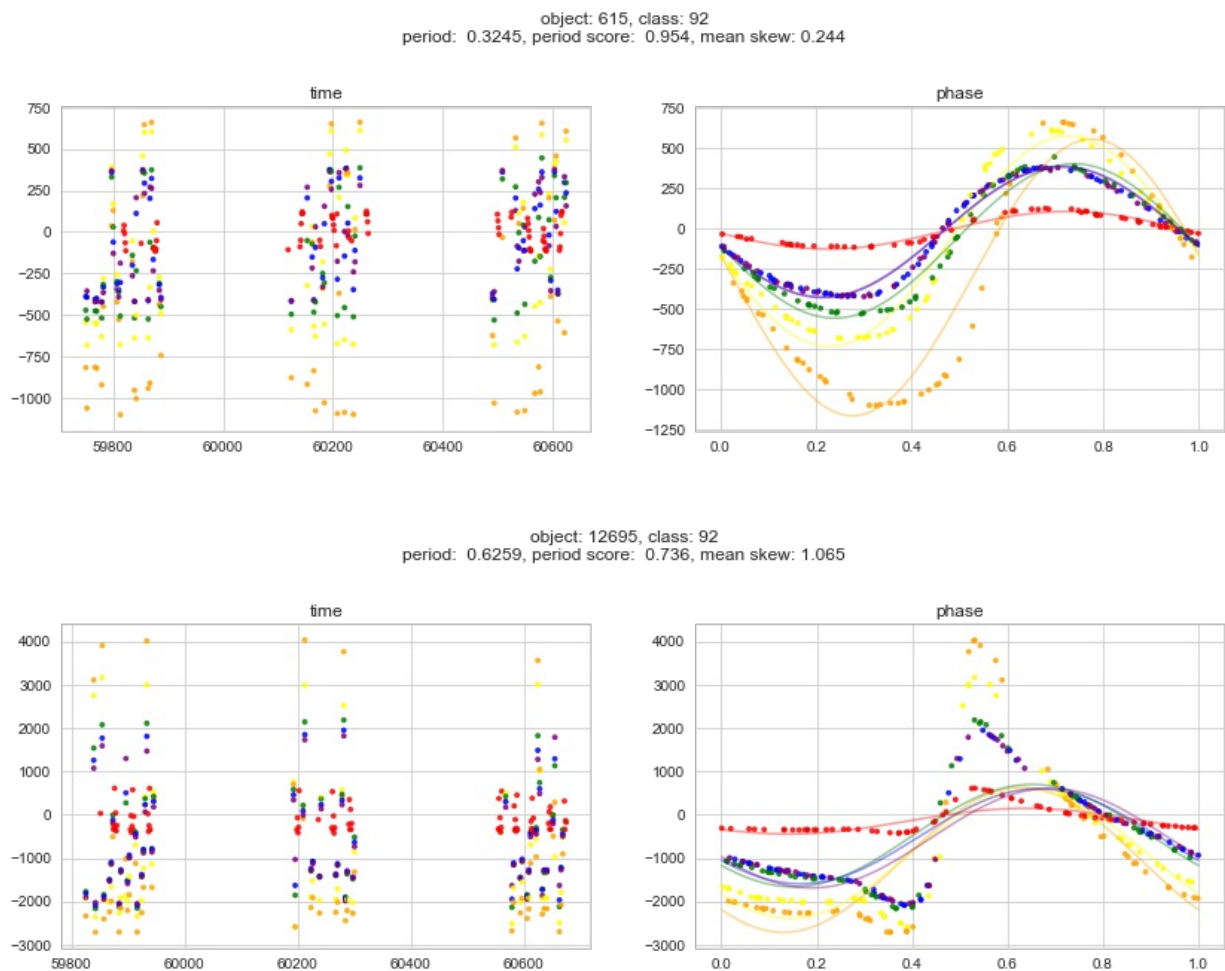 object: 615, class: 92
period:  0.3245, period score:  0.954, mean skew: 0.244
time
phase
750
500
250
0
−250
−500
−750
−1000
59800 60000 60200 60400 60600
750
500
250
0
−250
−500
−750
−1000
−1250
0.0 0.2 0.4 0.6 0.8 1.0
object: 12695, class: 92
period:  0.6259, period score:  0.736, mean skew: 1.065
time
phase
4000
3000
2000
1000
0
−1000
−2000
−3000
59800 60000 60200 60400 60600
4000
3000
2000
1000
0
−1000
−2000
−3000
0.0 0.2 0.4 0.6 0.8 1.0